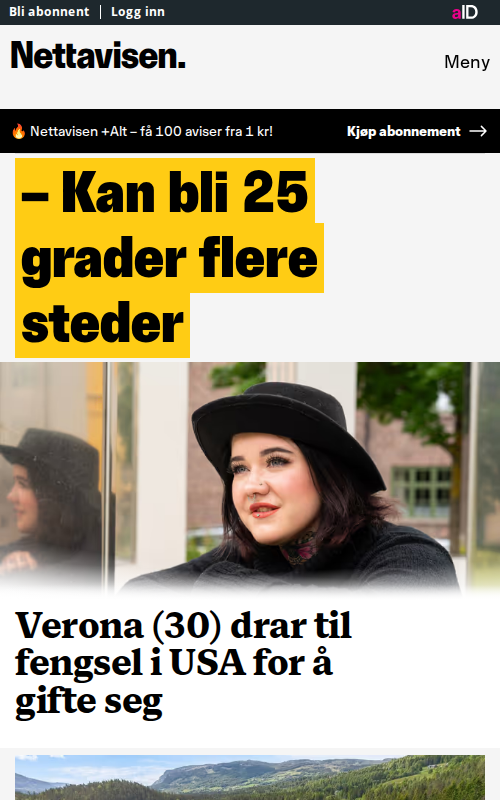 Bli abonnent | Logg inn
aID
Nettavisen.
Meny
🔥 Nettavisen +Alt – få 100 aviser fra 1 kr!
Kjøp abonnement →
– Kan bli 25
grader flere
steder
Verona (30) drar til
fengsel i USA for å
gifte seg